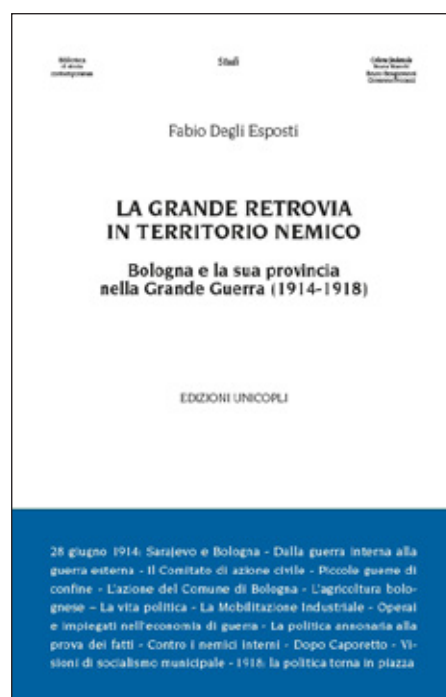 Biblioteca
di storia
contemporanea
Studi
Fabio Degli Esposti
LA GRANDE RETROVIA
IN TERRITORIO NEMICO
Bologna e la sua provincia
nella Grande Guerra (1914-1918)
EDIZIONI UNICOPLI
28 giugno 1914: Sarajevo e Bologna - Dalla guerra interna alla
guerra esterna - Il Comitato di azione civile - Piccole guerre di
confine - L'azione del Comune di Bologna - L'agricoltura bolo-
gnese – La vita politica - La Mobilitazione Industriale - Operai
e impiegati nell'economia di guerra - La politica annonaria alla
prova dei fatti - Contro i nemici interni - Dopo Caporetto - Vi-
sioni di socialismo municipale - 1918: la politica torna in piazza